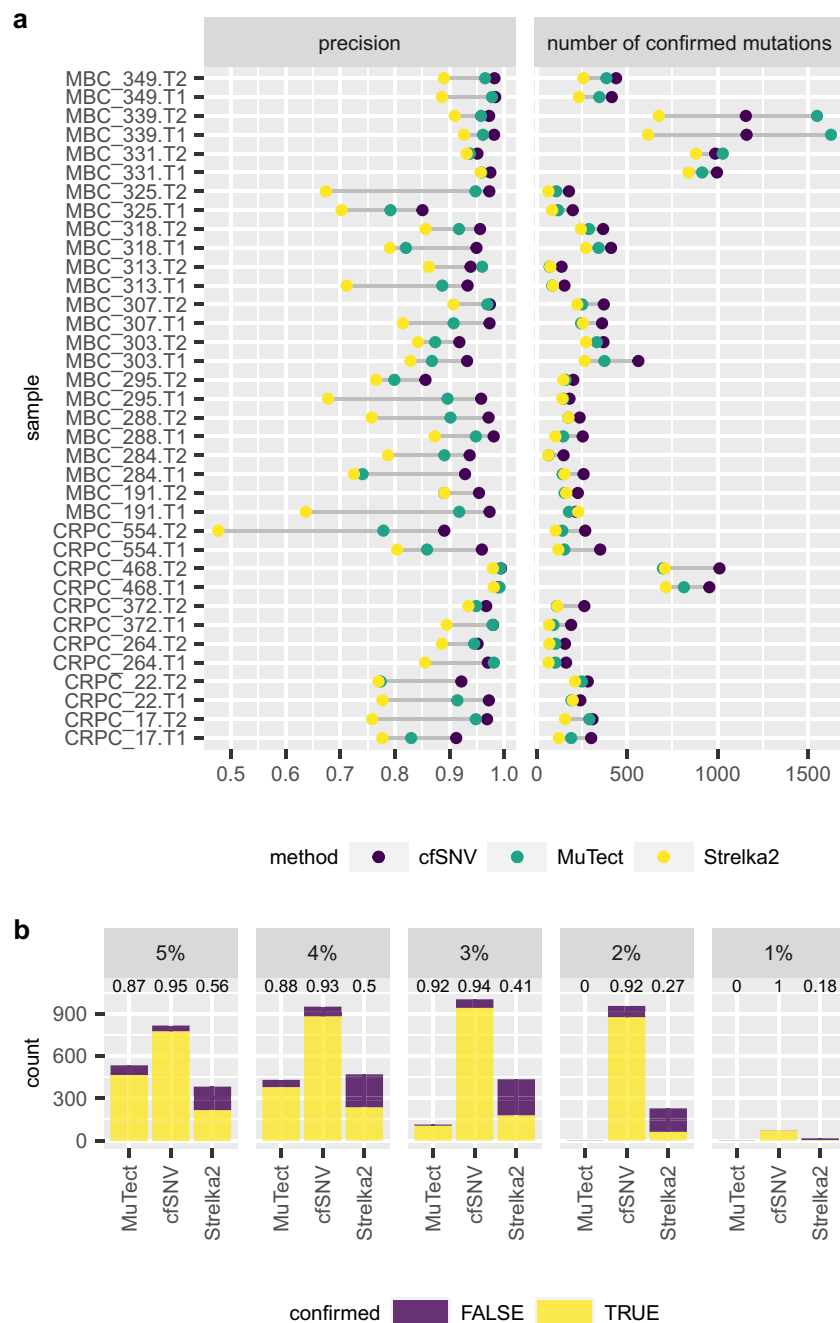 a
precision number of confirmed mutations
MBC_349.T2
MBC_349.T1
MBC_339.T2
MBC_339.T1
MBC_331.T2
MBC_331.T1
MBC_325.T2
MBC_325.T1
MBC_318.T2
MBC_318.T1
MBC_313.T2
MBC_313.T1
MBC_307.T2
MBC_307.T1
MBC_303.T2
MBC_303.T1
MBC_295.T2
MBC_295.T1
MBC_288.T2
MBC_288.T1
MBC_284.T2
MBC_284.T1
MBC_191.T2
MBC_191.T1
CRPC_554.T2
CRPC_554.T1
CRPC_468.T2
CRPC_468.T1
CRPC_372.T2
CRPC_372.T1
CRPC_264.T2
CRPC_264.T1
CRPC_22.T2
CRPC_22.T1
CRPC_17.T2
CRPC_17.T1
sample
0.5 0.6 0.7 0.8 0.9 1.0 0 500 1000 1500
method cfSNV MuTect Strelka2
b
5% 4% 3% 2% 1%
0.87 0.95 0.56 0.88 0.93 0.5 0.92 0.94 0.41 0 0.92 0.27 0 1 0.18
900
600
300
0
count
MuTect cfSNV Strelka2 MuTect cfSNV Strelka2 MuTect cfSNV Strelka2 MuTect cfSNV Strelka2 MuTect cfSNV Strelka2
confirmed FALSE TRUE